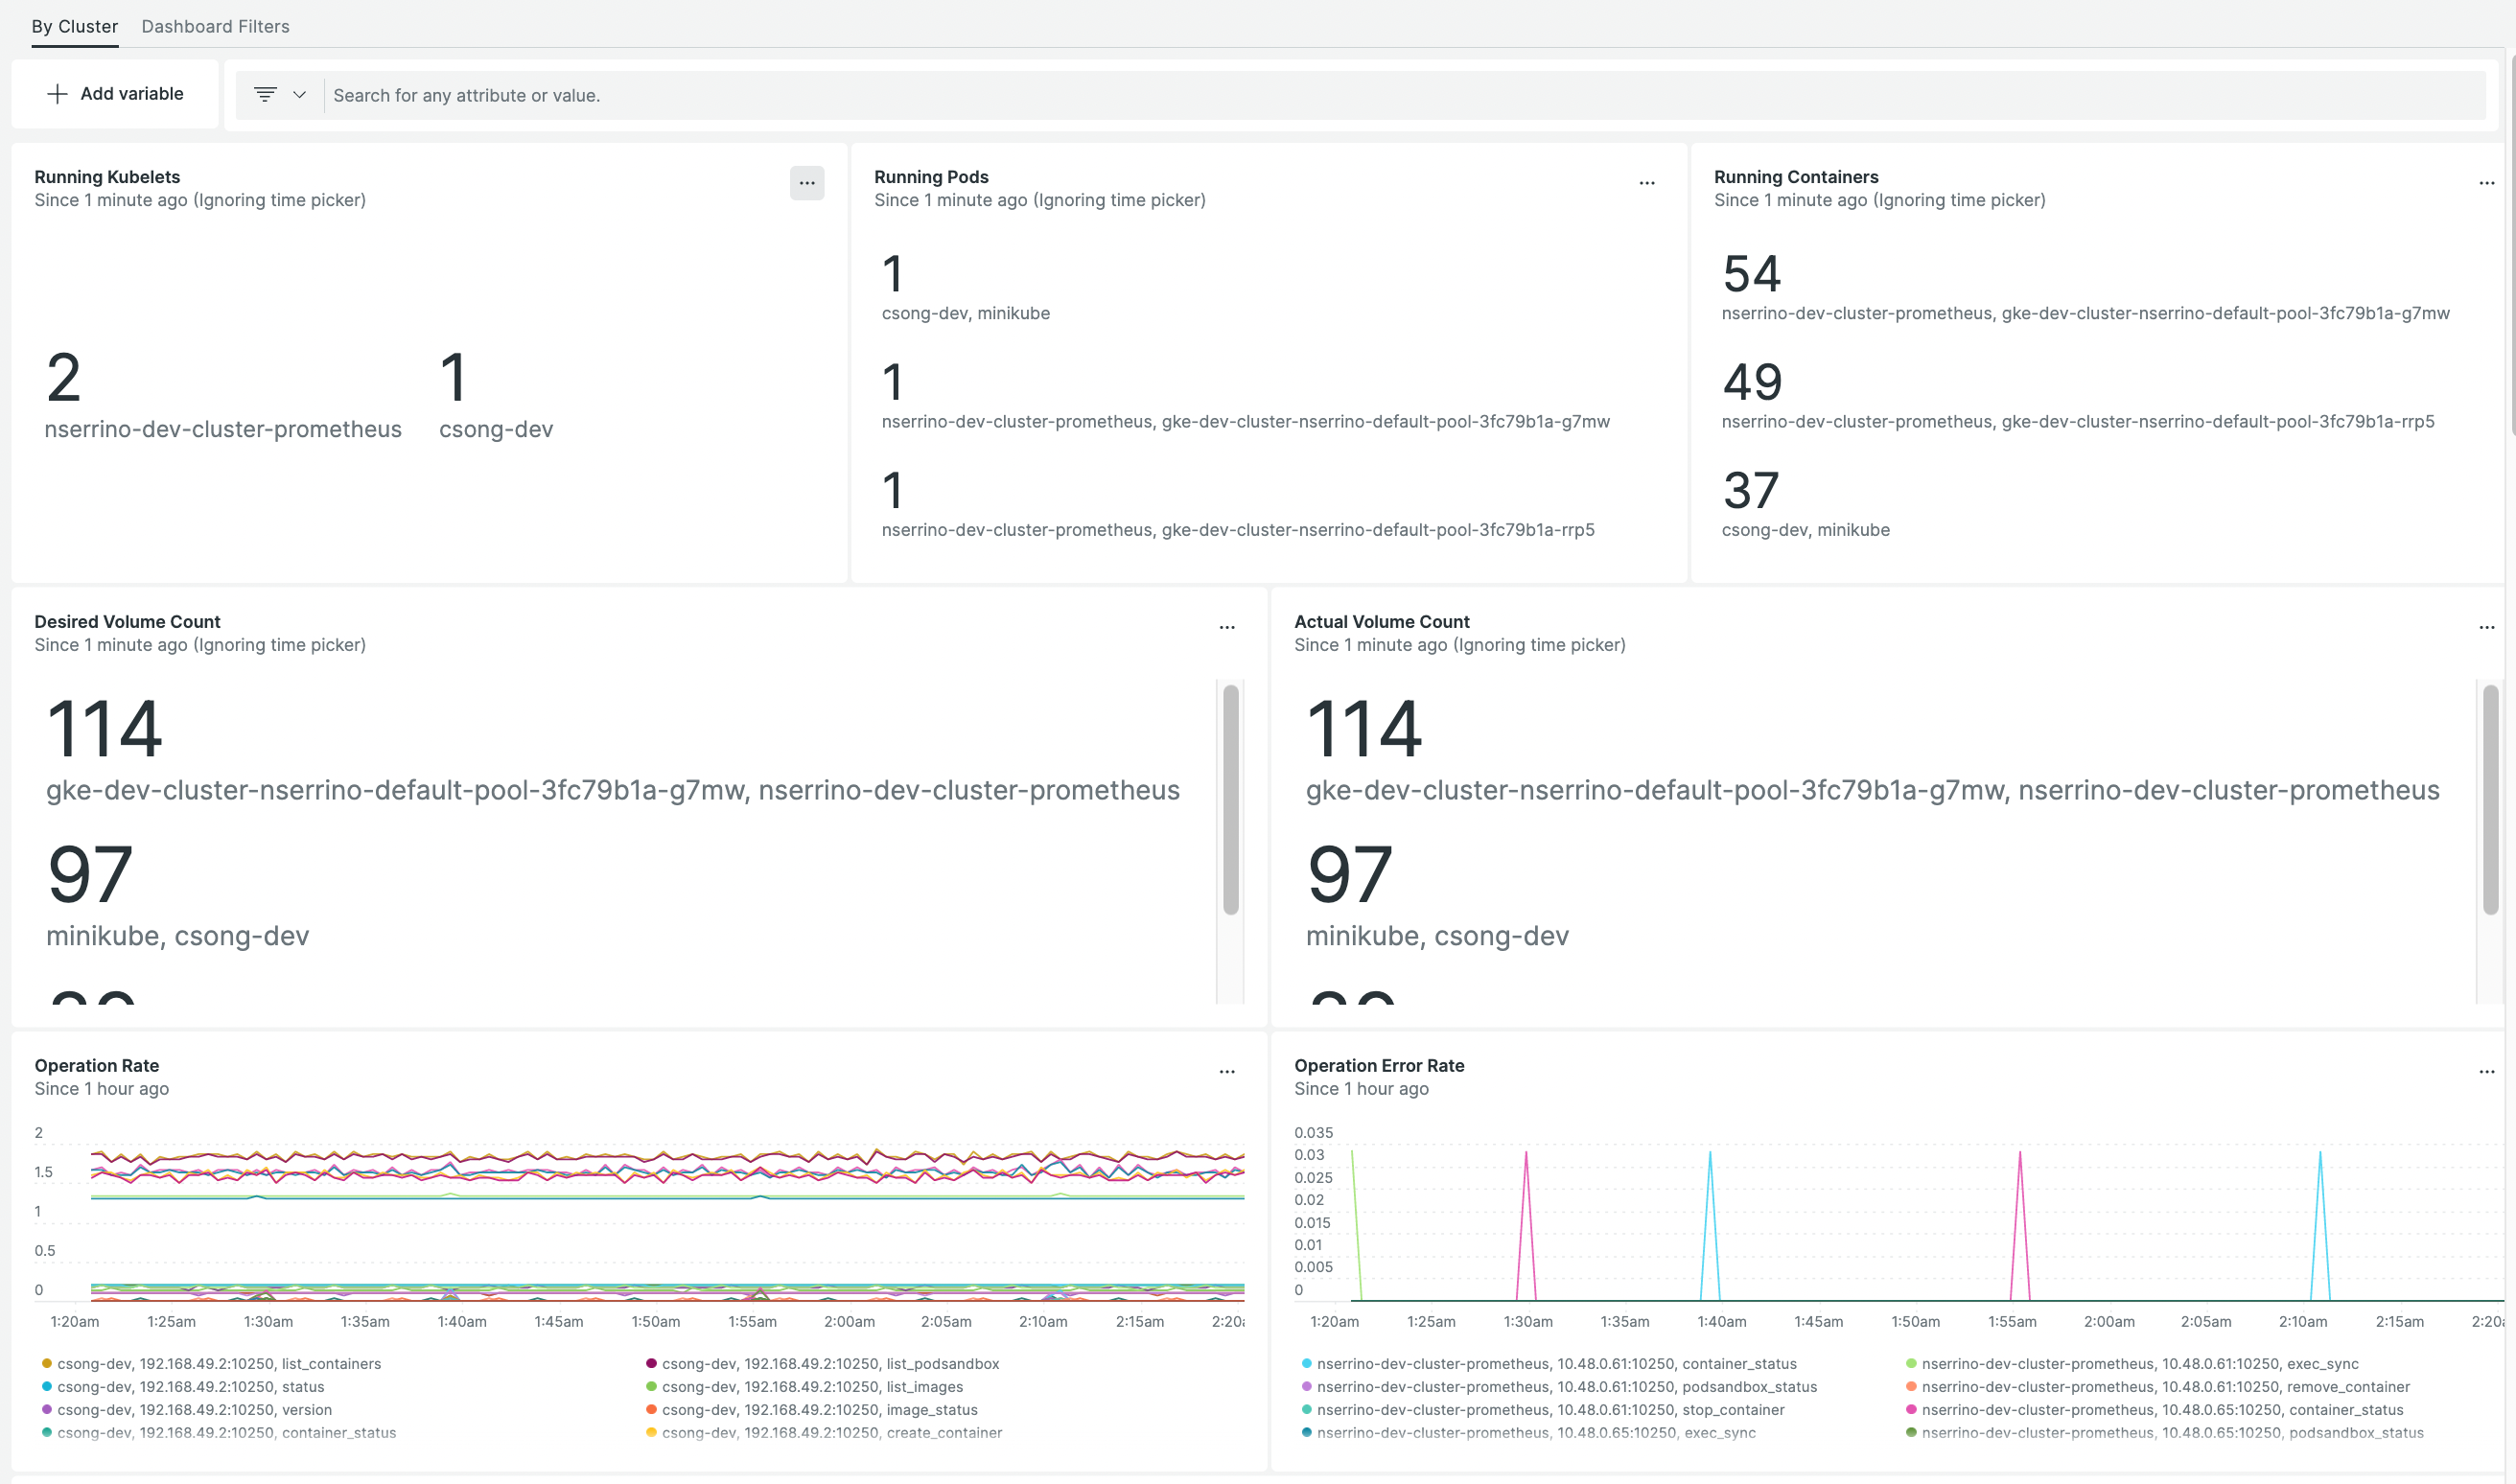 By Cluster Dashboard Filters
Add variable
Search for any attribute or value.
Running Kubelets
Since 1 minute ago (Ignoring time picker)
2
nserrino-dev-cluster-prometheus
1
csong-dev
Running Pods
Since 1 minute ago (Ignoring time picker)
1
csong-dev, minikube
1
nserrino-dev-cluster-prometheus, gke-dev-cluster-nserrino-default-pool-3fc79b1a-g7mw
1
nserrino-dev-cluster-prometheus, gke-dev-cluster-nserrino-default-pool-3fc79b1a-rrp5
Running Containers
Since 1 minute ago (Ignoring time picker)
54
nserrino-dev-cluster-prometheus, gke-dev-cluster-nserrino-default-pool-3fc79b1a-g7mw
49
nserrino-dev-cluster-prometheus, gke-dev-cluster-nserrino-default-pool-3fc79b1a-rrp5
37
csong-dev, minikube
Desired Volume Count
Since 1 minute ago (Ignoring time picker)
114
gke-dev-cluster-nserrino-default-pool-3fc79b1a-g7mw, nserrino-dev-cluster-prometheus
97
minikube, csong-dev
Actual Volume Count
Since 1 minute ago (Ignoring time picker)
114
gke-dev-cluster-nserrino-default-pool-3fc79b1a-g7mw, nserrino-dev-cluster-prometheus
97
minikube, csong-dev
Operation Rate
Since 1 hour ago
2
1.5
1
0.5
0
1:20am 1:25am 1:30am 1:35am 1:40am 1:45am 1:50am 1:55am 2:00am 2:05am 2:10am 2:15am
csong-dev, 192.168.49.2:10250, list_containers
csong-dev, 192.168.49.2:10250, list_podsandbox
csong-dev, 192.168.49.2:10250, status
csong-dev, 192.168.49.2:10250, list_images
csong-dev, 192.168.49.2:10250, version
csong-dev, 192.168.49.2:10250, image_status
csong-dev, 192.168.49.2:10250, container_status
csong-dev, 192.168.49.2:10250, create_container
Operation Error Rate
Since 1 hour ago
0.035
0.03
0.025
0.02
0.015
0.01
0.005
0
1:20am 1:25am 1:30am 1:35am 1:40am 1:45am 1:50am 1:55am 2:00am 2:05am 2:10am 2:15am
nserrino-dev-cluster-prometheus, 10.48.0.61:10250, container_status
nserrino-dev-cluster-prometheus, 10.48.0.61:10250, exec_sync
nserrino-dev-cluster-prometheus, 10.48.0.61:10250, podsandbox_status
nserrino-dev-cluster-prometheus, 10.48.0.61:10250, remove_container
nserrino-dev-cluster-prometheus, 10.48.0.61:10250, stop_container
nserrino-dev-cluster-prometheus, 10.48.0.65:10250, container_status
nserrino-dev-cluster-prometheus, 10.48.0.65:10250, exec_sync
nserrino-dev-cluster-prometheus, 10.48.0.65:10250, podsandbox_status